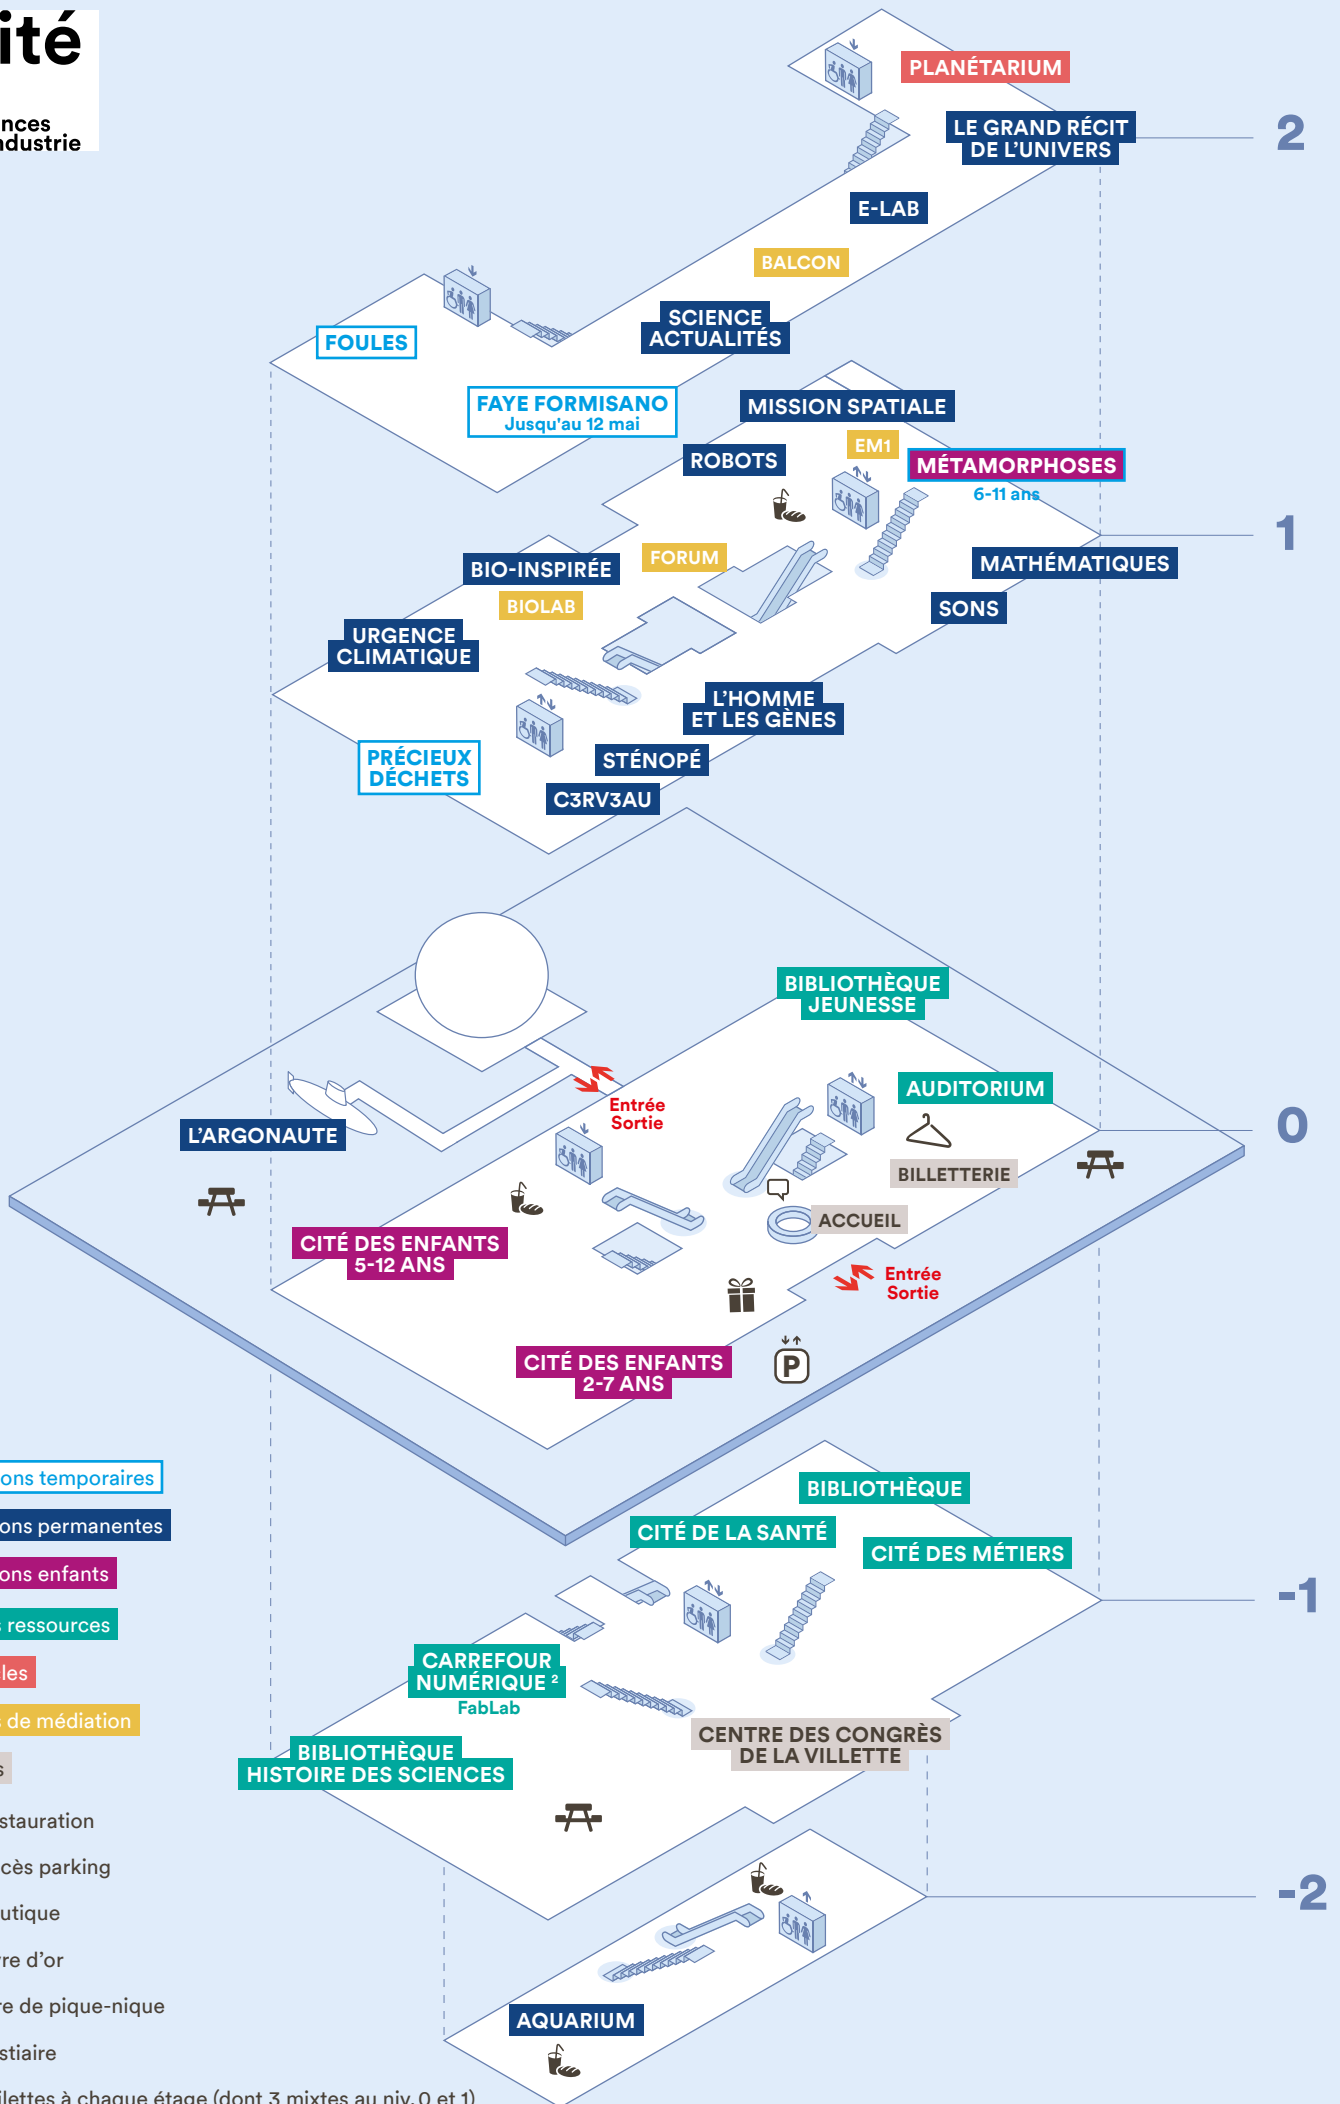 ité
nces
ndustrie
PLANÉTARIUM
LE GRAND RÉCIT
DE L'UNIVERS
2
E-LAB
BALCON
SCIENCE
ACTUALITÉS
FOULES
FAYE FORMISANO
Jusqu'au 12 mai
MISSION SPATIALE
EM1
ROBOTS
MÉTAMORPHOSES
6-11 ans
1
FORUM
BIO-INSPIRÉE
MATHÉMATIQUES
BIOLAB
SONS
URGENCE
CLIMATIQUE
L'HOMME
ET LES GÈNES
PRÉCIEUX
DÉCHETS
STÉNOPÉ
C3RV3AU
BIBLIOTHÈQUE
JEUNESSE
AUDITORIUM
Entrée
Sortie
L'ARGONAUTE
0
BILLETTERIE
ACCUEIL
CITÉ DES ENFANTS
5-12 ANS
Entrée
Sortie
CITÉ DES ENFANTS
2-7 ANS
P
BIBLIOTHÈQUE
CITÉ DE LA SANTÉ
CITÉ DES MÉTIERS
-1
CARREFOUR
NUMÉRIQUE ²
FabLab
CENTRE DES CONGRÈS
DE LA VILLETTE
BIBLIOTHÈQUE
HISTOIRE DES SCIENCES
-2
AQUARIUM
ons temporaires
ons permanentes
ons enfants
s ressources
les
s de médiation
s
stauration
cès parking
utique
re d'or
re de pique-nique
stiaire
ilettes à chaque étage (dont 3 mixtes au niv. 0 et 1)